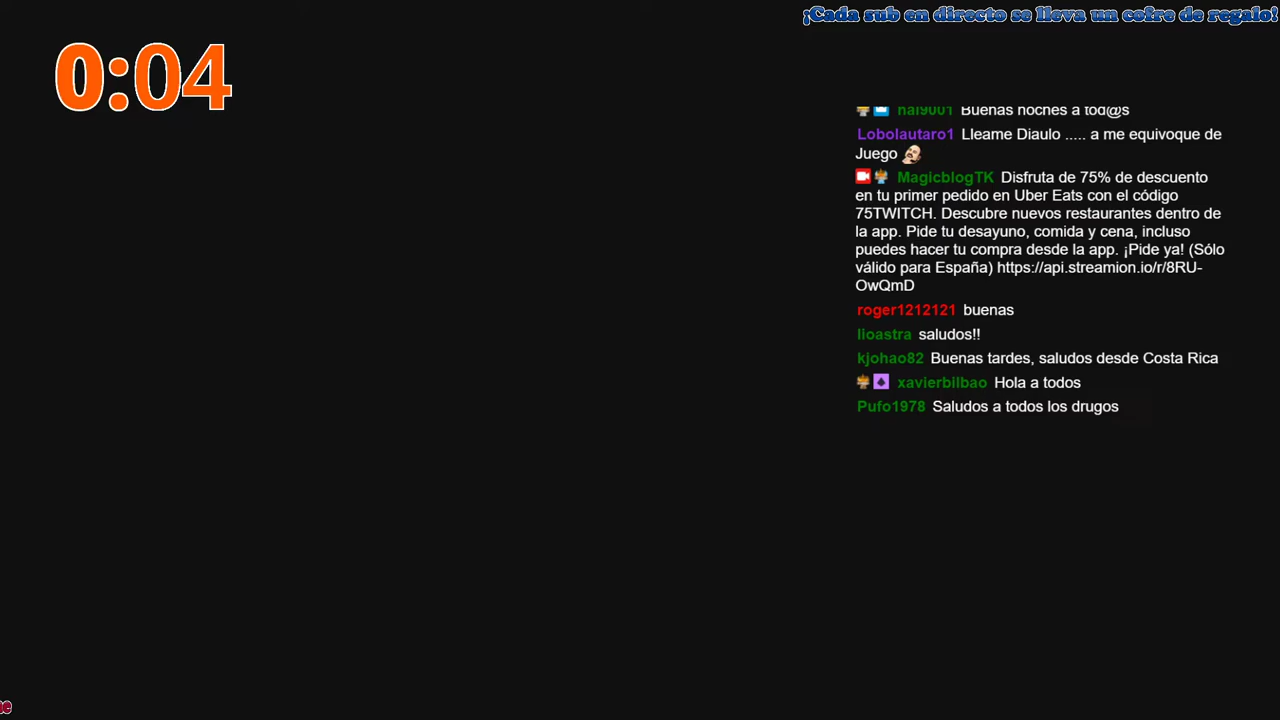 ¡Cada sub en directo se lleva un cofre de regalo!
0:04
hal9001 Buenas noches a tod@s
Lobolautaro1 Lleame Diaulo ..... a me equivoque de
Juego
MagicblogTK Disfruta de 75% de descuento
en tu primer pedido en Uber Eats con el código
75TWITCH. Descubre nuevos restaurantes dentro de
la app. Pide tu desayuno, comida y cena, incluso
puedes hacer tu compra desde la app. ¡Pide ya! (Sólo
válido para España) https://api.streamion.io/r/8RU-
OwQmD
roger1212121 buenas
lioastra saludos!!
kjohao82 Buenas tardes, saludos desde Costa Rica
xavierbilbao Hola a todos
Pufo1978 Saludos a todos los drugos